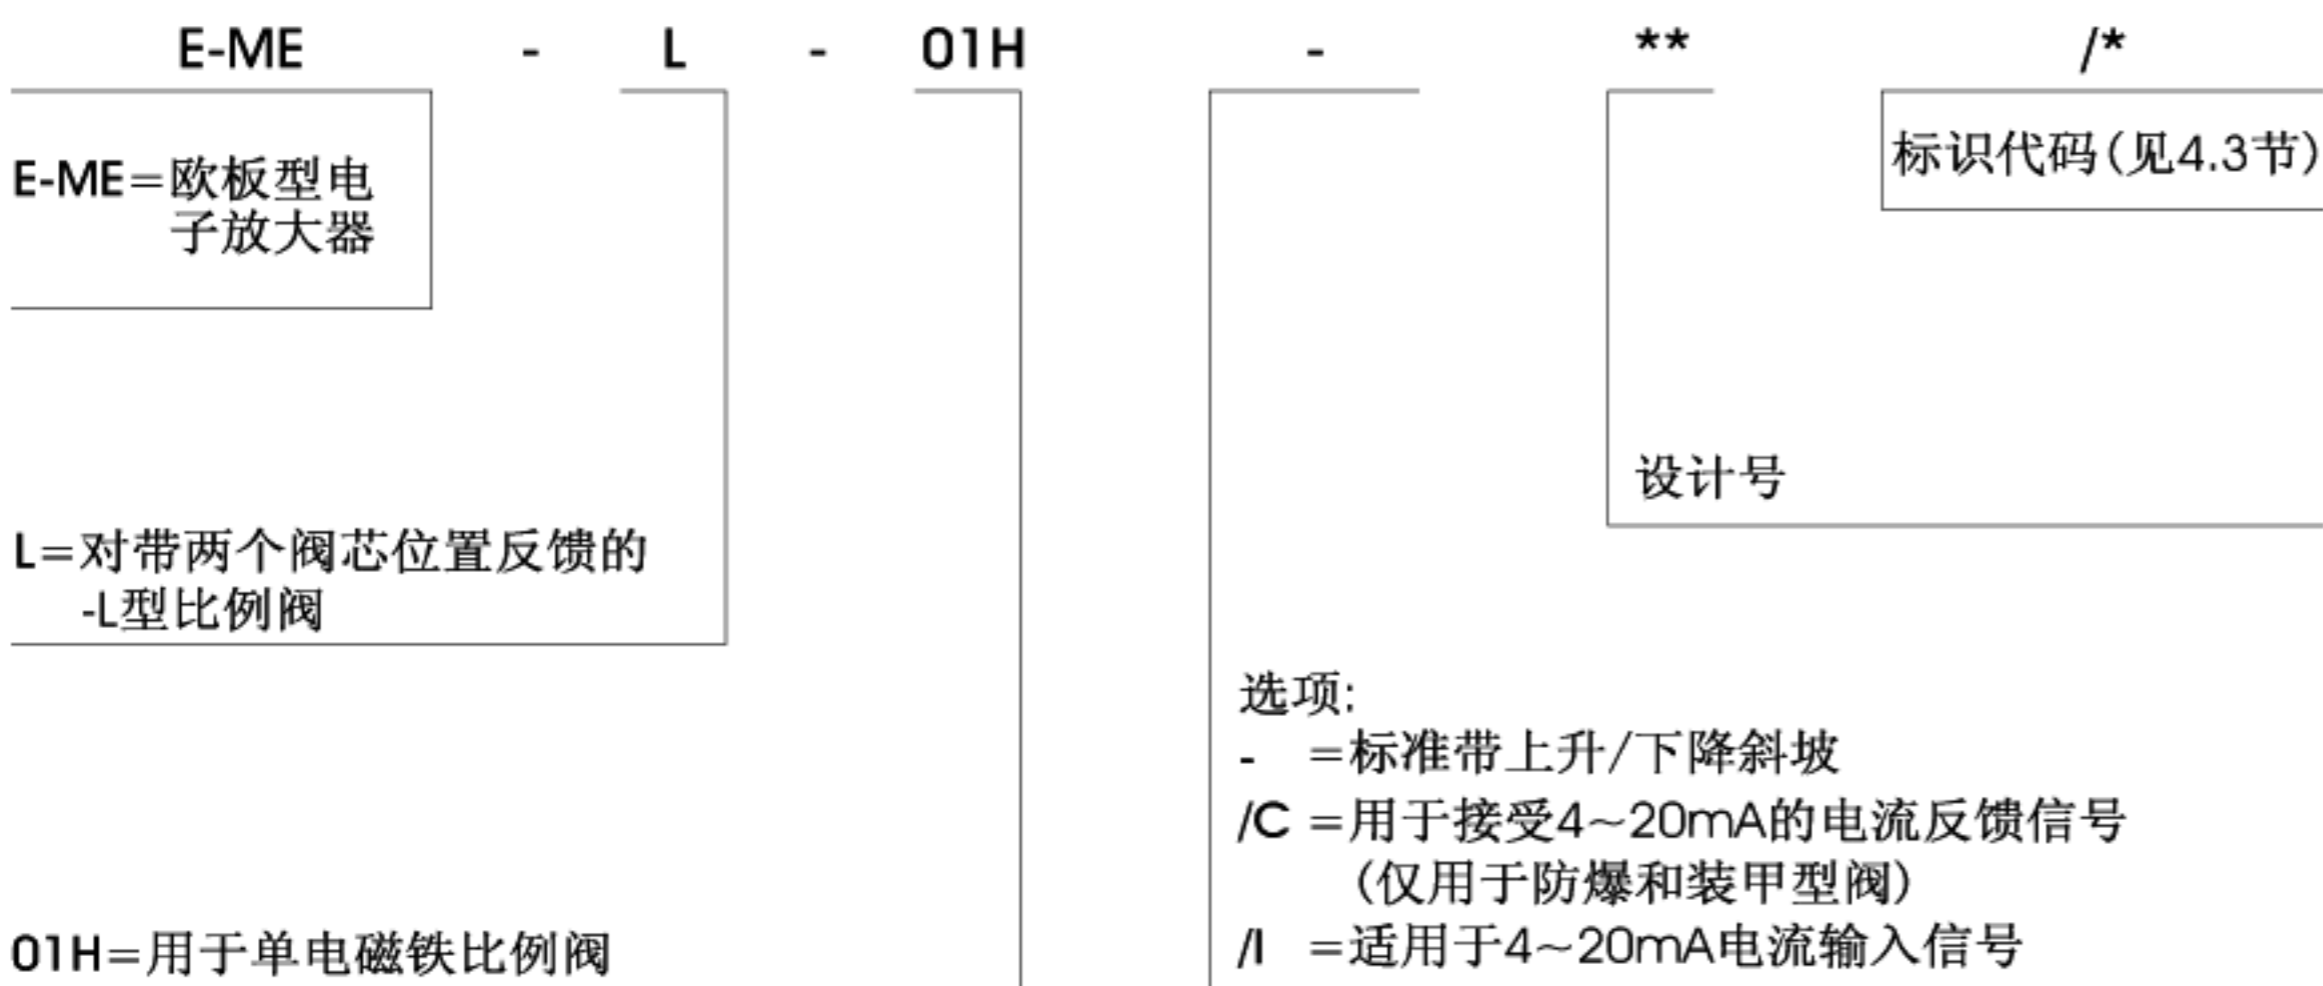 E-ME - L - 01H - ** /*
标识代码(见4.3节)
E-ME=欧板型电
子放大器
设计号
L=对带两个阀芯位置反馈的
-L型比例阀
选项:
- =标准带上升/下降斜坡
/C =用于接受4~20mA的电流反馈信号
(仅用于防爆和装甲型阀)
/I =适用于4~20mA电流输入信号
01H=用于单电磁铁比例阀